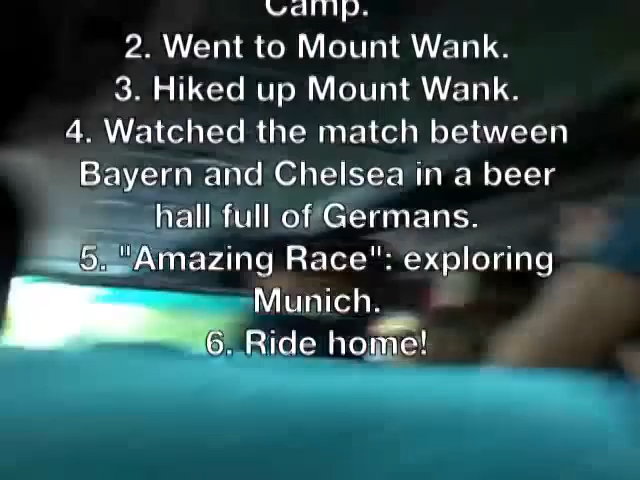 Camp.
2. Went to Mount Wank.
3. Hiked up Mount Wank.
4. Watched the match between
Bayern and Chelsea in a beer
hall full of Germans.
5. "Amazing Race": exploring
Munich.
6. Ride home!